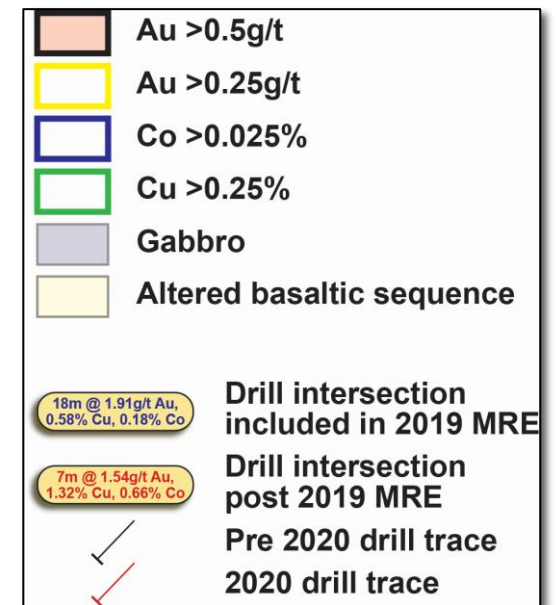 Au >0.5g/t
Au >0.25g/t
Co >0.025%
Cu >0.25%
Gabbro
Altered basaltic sequence
18m @ 1.91g/t Au,
0.58% Cu, 0.18% Co
Drill intersection
included in 2019 MRE
7m @ 1.54g/t Au,
1.32% Cu, 0.66% Co
Drill intersection
post 2019 MRE
Pre 2020 drill trace
2020 drill trace